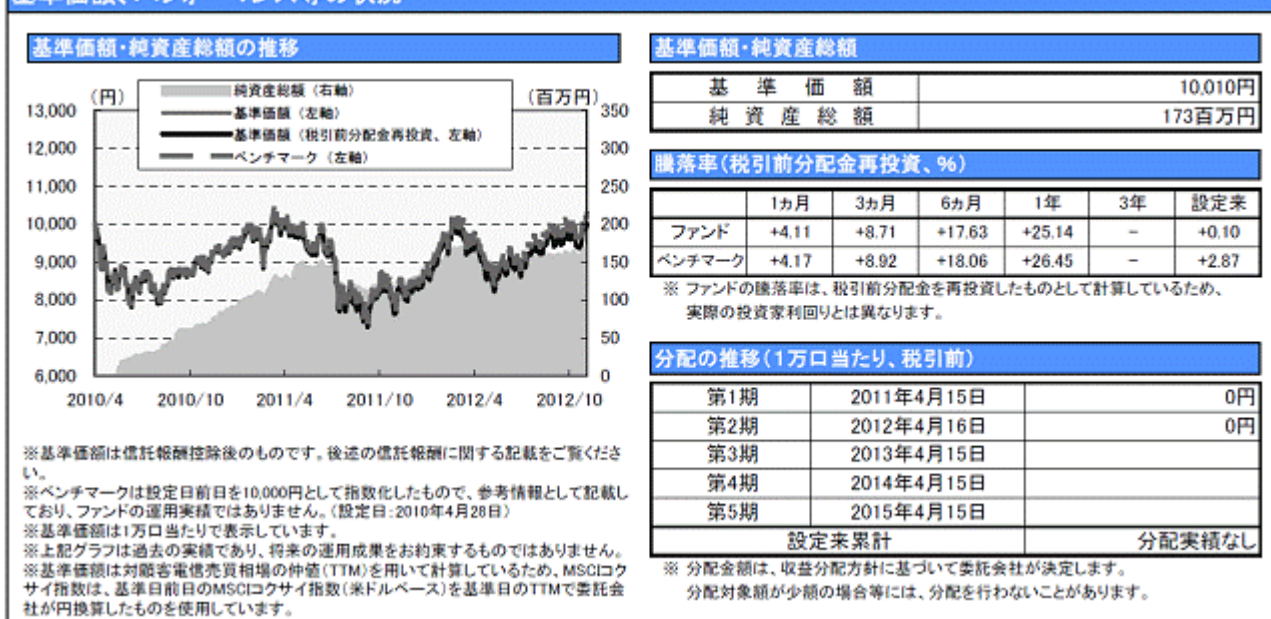 基準価額・純資産総額の推移
(円)
(百万円)
純資産総額 (右軸)
基準価額 (左軸)
基準価額 (税引前分配金再投資、左軸)
ベンチマーク (左軸)
13,000
12,000
11,000
10,000
9,000
8,000
7,000
6,000
350
300
250
200
150
100
50
0
2010/4 2010/10 2011/4 2011/10 2012/4 2012/10
※基準価額は信託報酬控除後のものです。後述の信託報酬に関する記載をご覧くださ
い。
※ベンチマークは設定日前日を10,000円として指数化したもので、参考情報として記載し
ており、ファンドの運用実績ではありません。(設定日:2010年4月28日)
※基準価額は1万口当たりで表示しています。
※上記グラフは過去の実績であり、将来の運用成果をお約束するものではありません。
※基準価額は対顧客電信売買相場の仲値(TTM)を用いて計算しているため、MSCIコク
サイ指数は、基準日前日のMSCIコクサイ指数(米ドルベース)を基準日のTTMで委託会
社が円換算したものを使用しています。
基準価額・純資産総額
基準価額 10,010円
純資産総額 173百万円
騰落率(税引前分配金再投資、%)
1ヵ月 3ヵ月 6ヵ月 1年 3年 設定来
ファンド +4.11 +8.71 +17.63 +25.14 − +0.10
ベンチマーク +4.17 +8.92 +18.06 +26.45 − +2.87
※ ファンドの騰落率は、税引前分配金を再投資したものとして計算しているため、
実際の投資家利回りとは異なります。
分配の推移(1万口当たり、税引前)
第1期 2011年4月15日 0円
第2期 2012年4月16日 0円
第3期 2013年4月15日
第4期 2014年4月15日
第5期 2015年4月15日
設定来累計 分配実績なし
※ 分配金額は、収益分配方針に基づいて委託会社が決定します。
分配対象額が少額の場合等には、分配を行わないことがあります。